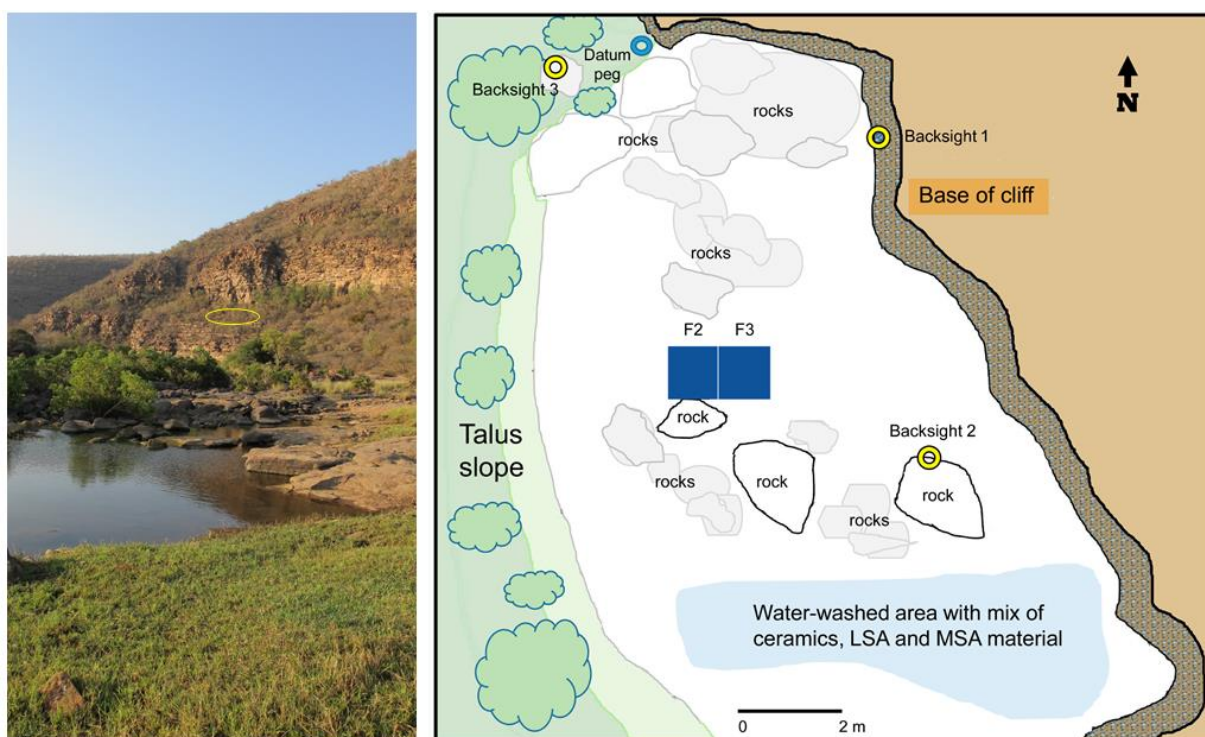 Datum
peg
Backsight 3
rocks
N
rocks
Backsight 1
Base of cliff
rocks
F2 F3
rock
Talus
slope
Backsight 2
rocks
rock
rock
rocks
Water-washed area with mix of
ceramics, LSA and MSA material
0 2 m